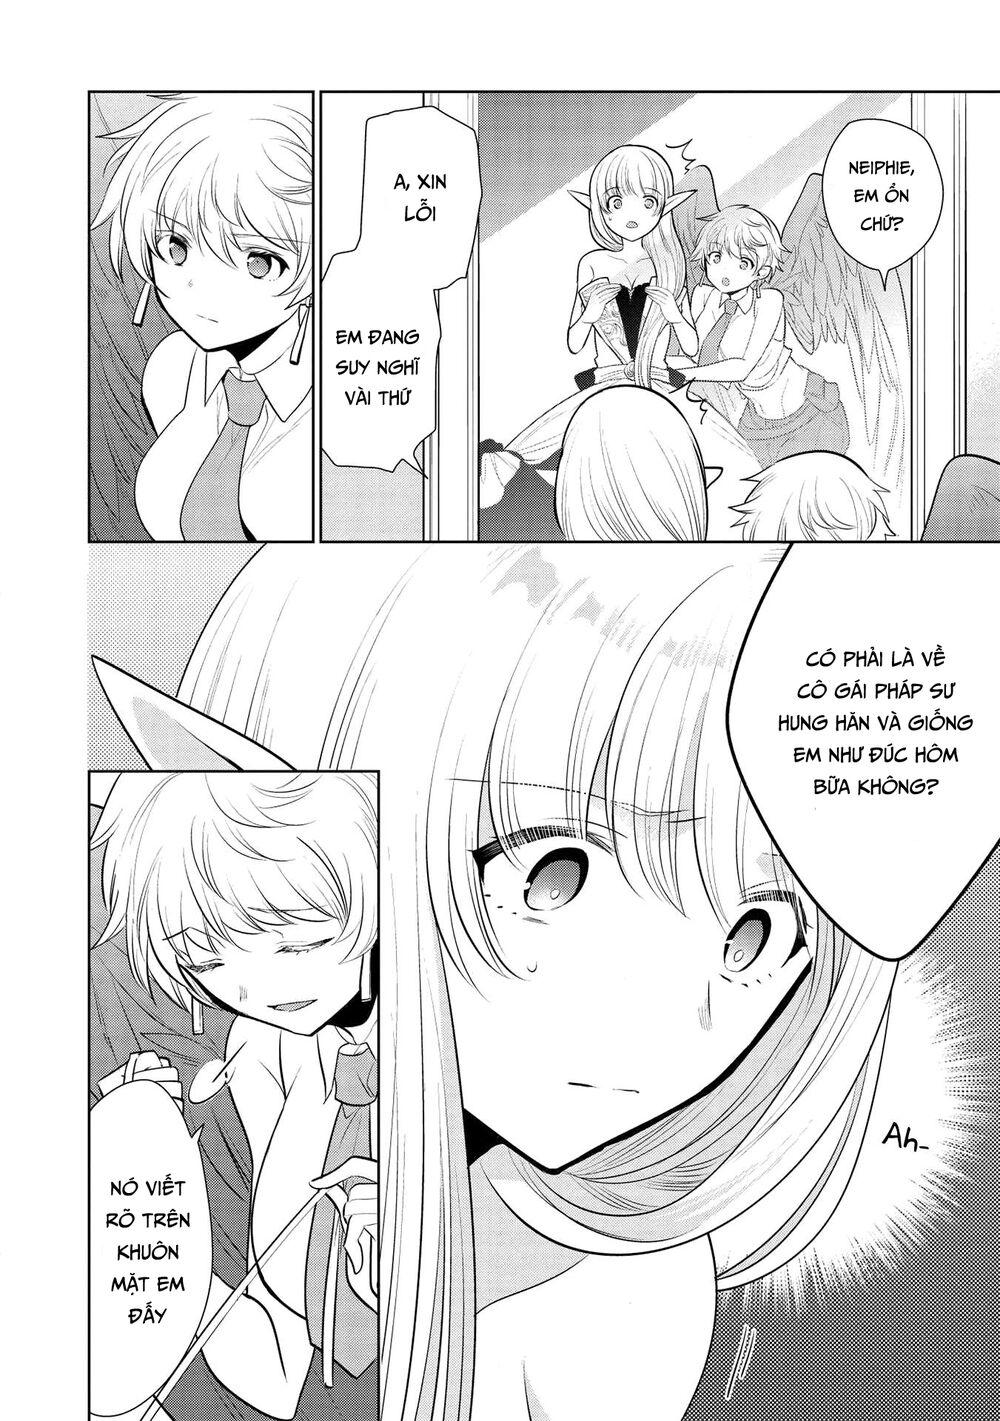 NEIPHIE,
EM ỔN
CHỨ?
A, XIN
LỖI
EM ĐANG
SUY NGHĨ
VÀI THỨ
CÓ PHẢI LÀ VỀ
CÔ GÁI PHÁP SƯ
HUNG HĂN VÀ GIỐNG
EM NHƯ ĐÚC HÔM
BỮA KHÔNG?
Ah-
NÓ VIẾT
RÕ TRÊN
KHUÔN
MẶT EM
ĐẤY